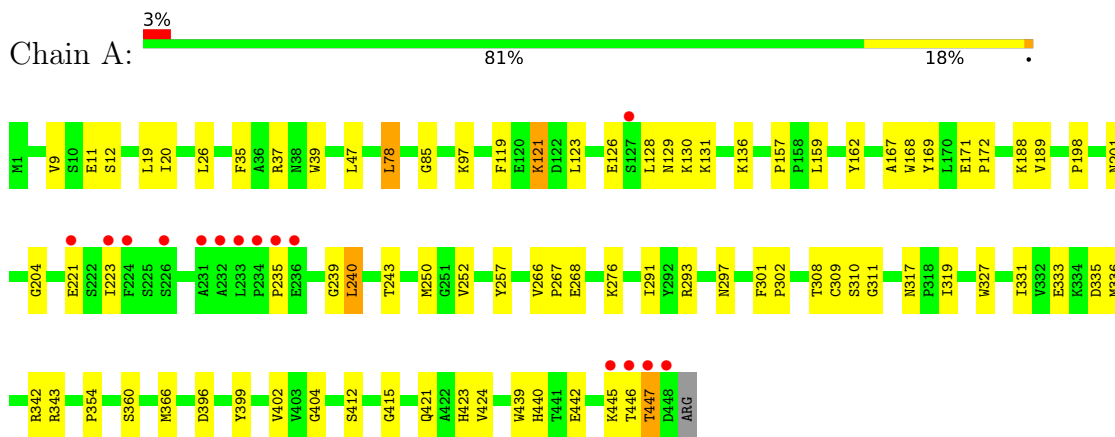 3%
Chain A:
81%
18%
•
M1 V9 S10 E11 S12 L19 I20 L26 F35 A36 R37 N38 W39 L47 L78 G85 K97 F119 E120 K121 D122 L123 E126 S127 L128 N129 K130 K131 K136 P157 P158 L159 Y162 A167 W168 Y169 L170 E171 P172 K188 V189 P198
G204 E221 S222 I223 F224 S225 S226 A231 A232 L233 P234 P235 E236 G239 L240 T243 M250 G251 V252 Y257 V266 P267 E268 K276 I291 Y292 R293 N297 F301 P302 T308 C309 S310 G311 N317 P318 I319 W327 I331 V332 E333 K334 D335 M336
R342 R343 P354 S360 M366 D396 Y399 V402 V403 G404 S412 G415 Q421 A422 H423 V424 W439 H440 T441 E442 K445 T446 T447 D448 ARG